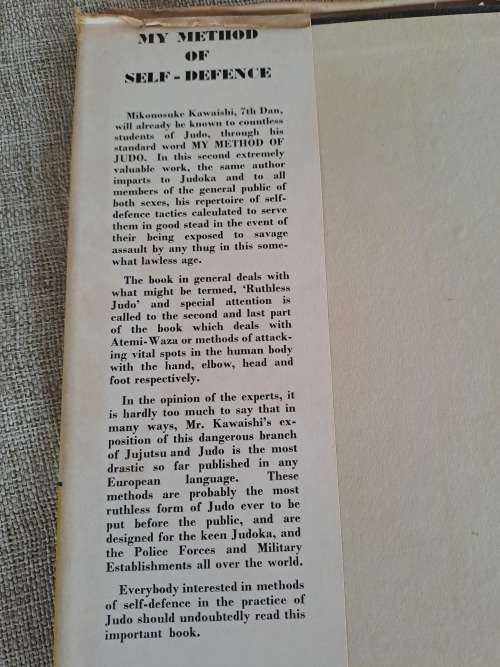 MY METHOD
OF
SELF-DEFENCE
Mikonosuke Kawaishi, 7th Dan,
will already be known to countless
students of Judo, through his
standard word MY METHOD OF
JUDO. In this second extremely
valuable work, the same author
imparts to Judoka and to all
members of the general public of
both sexes, his repertoire of self-
defence tactics calculated to serve
them in good stead in the event of
their being exposed to savage
assault by any thug in this some-
what lawless age.
The book in general deals with
what might be termed, ‘Ruthless
Judo’ and special attention is
called to the second and last part
of the book which deals with
Atemi-Waza or methods of attack-
ing vital spots in the human body
with the hand, elbow, head and
foot respectively.
In the opinion of the experts, it
is hardly too much to say that in
many ways, Mr. Kawaishi’s ex-
position of this dangerous branch
of Jujutsu and Judo is the most
drastic so far published in any
European language. These
methods are probably the most
ruthless form of Judo ever to be
put before the public, and are
designed for the keen Judoka, and
the Police Forces and Military
Establishments all over the world.
Everybody interested in methods
of self-defence in the practice of
Judo should undoubtedly read this
important book.